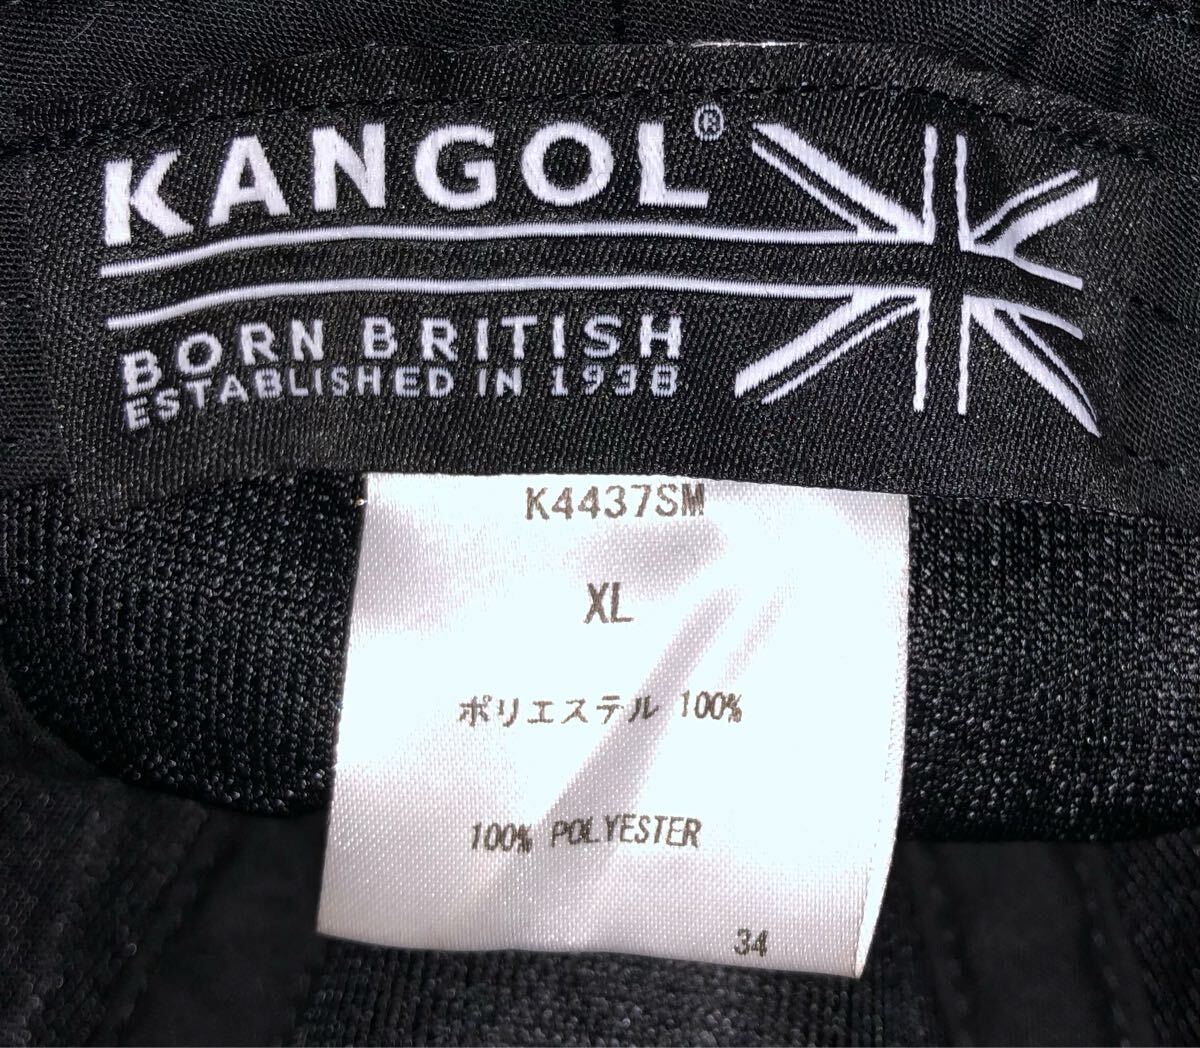 KANGOL®
BORN BRITISH
ESTABLISHED IN 1938
K4437SM
XL
ポリエステル 100%
100% POLYESTER
34